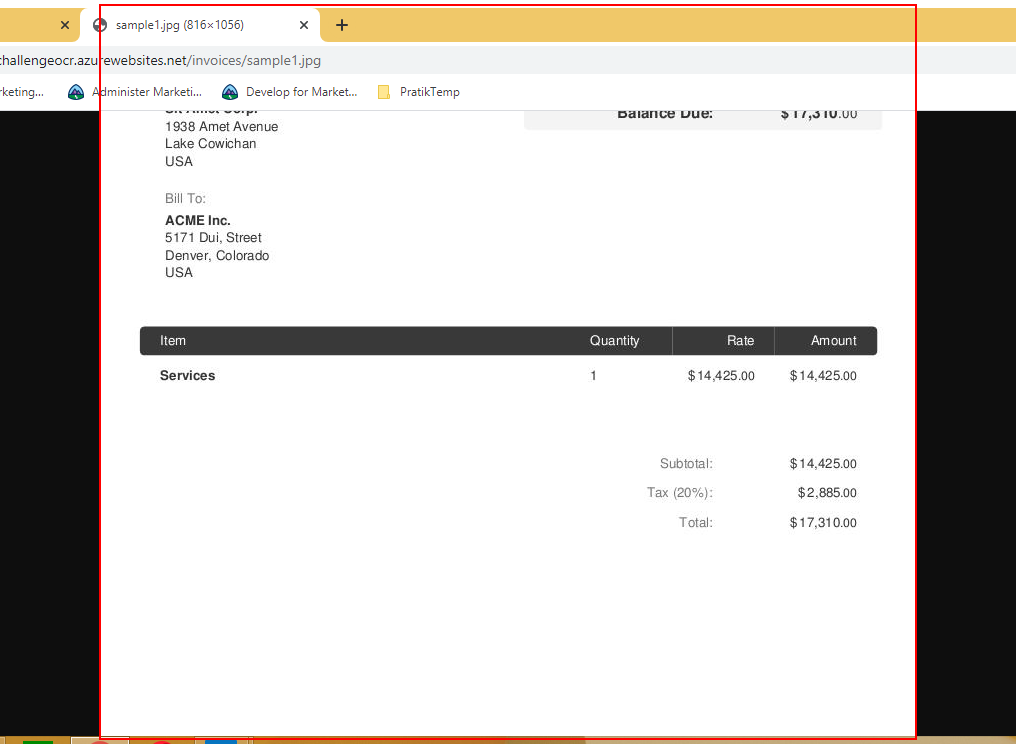 sample1.jpg (816×1056)
challengeocr.azurewebsites.net/invoices/sample1.jpg
rketing... Administer Marketi... Develop for Market... PratikTemp
Sit Amet Corp.
Balance Due: $17,310.00
1938 Amet Avenue
Lake Cowichan
USA
Bill To:
ACME Inc.
5171 Dui, Street
Denver, Colorado
USA
Item Quantity Rate Amount
Services 1 $14,425.00 $14,425.00
Subtotal: $14,425.00
Tax (20%): $2,885.00
Total: $17,310.00